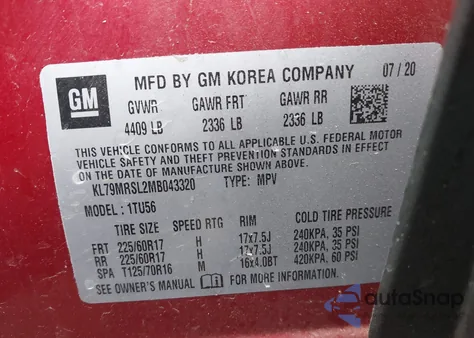 GM
MFD BY GM KOREA COMPANY 07 / 20
GVWR GAWR FRT GAWR RR
4409 LB 2336 LB 2336 LB
THIS VEHICLE CONFORMS TO ALL APPLICABLE U.S. FEDERAL MOTOR
VEHICLE SAFETY AND THEFT PREVENTION STANDARDS IN EFFECT
ON THE DATE OF MANUFACTURE SHOWN ABOVE.
KL79MRSL2MB043320 TYPE: MPV
MODEL : 1TU56
TIRE SIZE SPEED RTG RIM COLD TIRE PRESSURE
FRT 225/60R17 H 17x7.5J 240KPA, 35 PSI
RR 225/60R17 H 17x7.5J 240KPA, 35 PSI
SPA T125/70R16 M 16x4.0BT 420KPA, 60 PSI
SEE OWNER'S MANUAL FOR MORE INFORMATION.
autoSnap